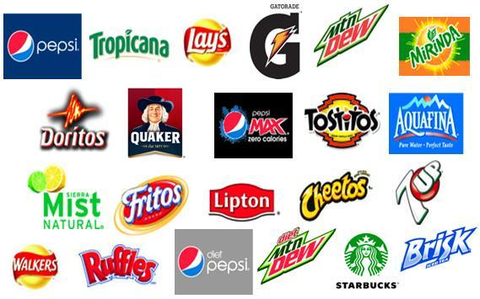 pepsi
Tropicana
Lay's
GATORADE
G
Mtn
DEW
MiRiNDA
Doritos
QUAKER
pepsi
MAX
zero calories
TOSTiTOS
AQUAFINA
Pure Water - Perfect Taste
SIERRA
Mist
NATURAL
Fritos
Lipton
Cheetos
7UP
WALKERS
Ruffles
diet
pepsi
diet
Mtn
DEW
STARBUCKS
Brisk